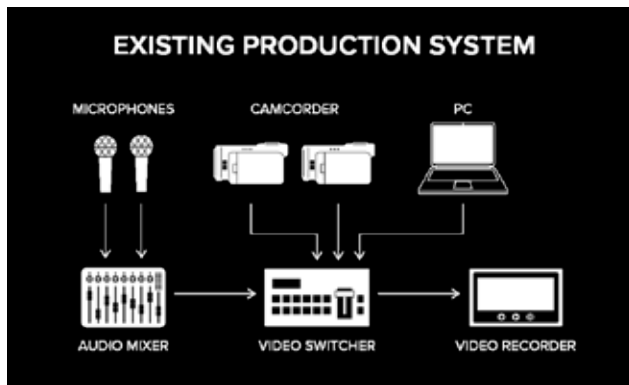 EXISTING PRODUCTION SYSTEM
MICROPHONES
CAMCORDER
PC
AUDIO MIXER
VIDEO SWITCHER
VIDEO RECORDER